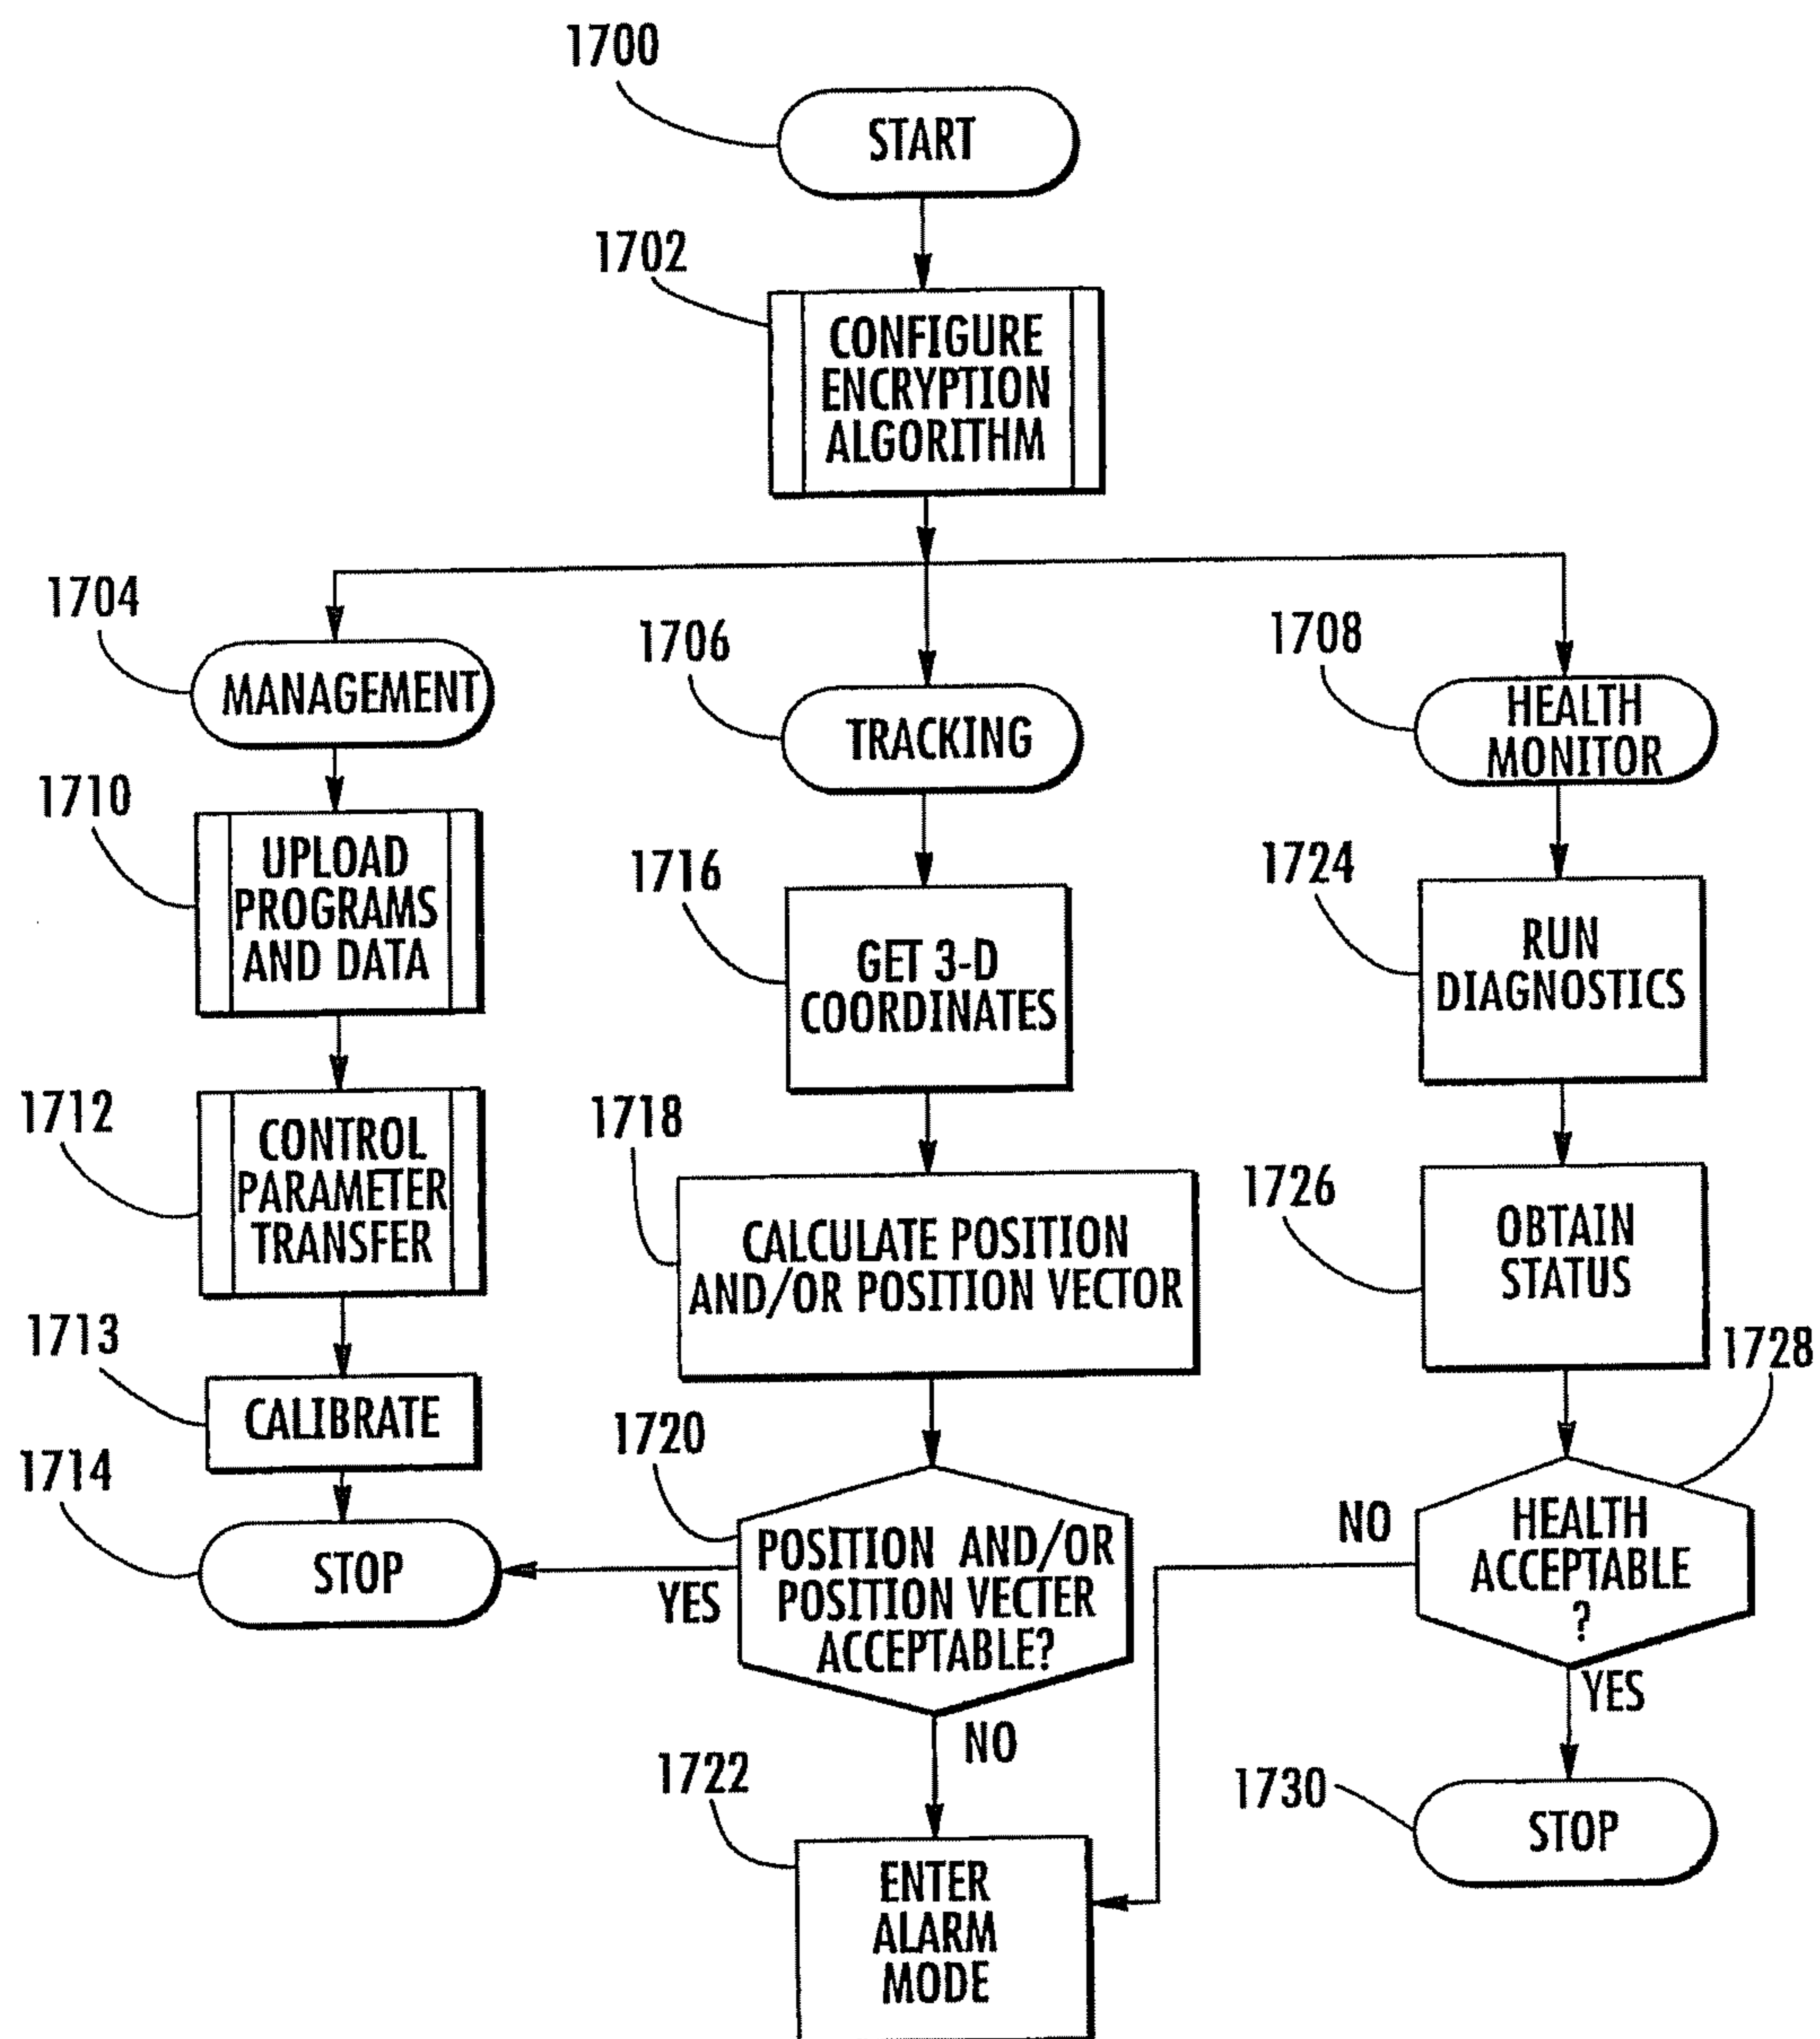 1700
START
1702
CONFIGURE
ENCRYPTION
ALGORITHM
1704
MANAGEMENT
1706
TRACKING
1708
HEALTH
MONITOR
1710
UPLOAD
PROGRAMS
AND DATA
1716
GET 3-D
COORDINATES
1724
RUN
DIAGNOSTICS
1712
CONTROL
PARAMETER
TRANSFER
1718
CALCULATE POSITION
AND/OR POSITION VECTOR
1726
OBTAIN
STATUS
1713
CALIBRATE
1714
STOP
1720
POSITION AND/OR
POSITION VECTER
ACCEPTABLE?
YES
NO
1728
HEALTH
ACCEPTABLE
?
NO
YES
1722
ENTER
ALARM
MODE
1730
STOP